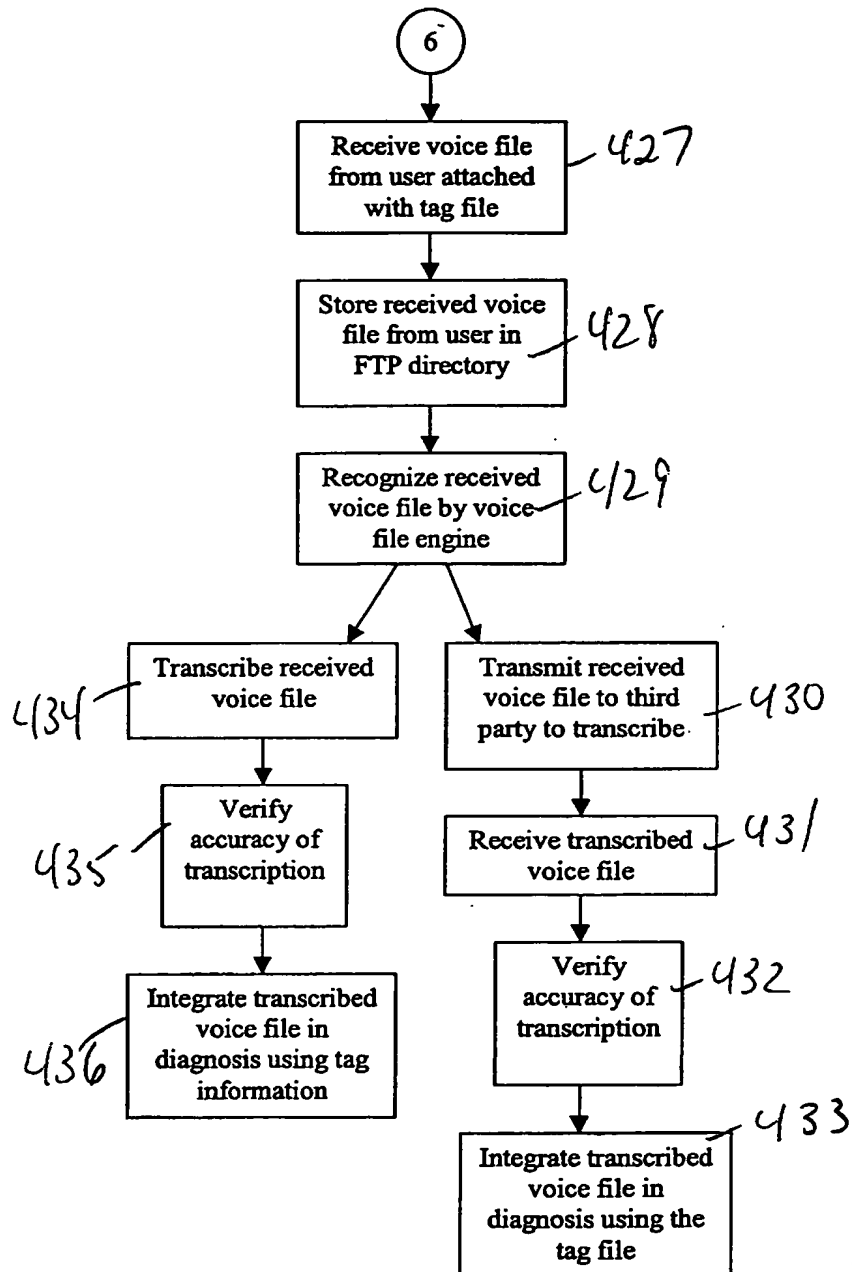 6
Receive voice file
from user attached
with tag file
427
Store received voice
file from user in
FTP directory
428
Recognize received
voice file by voice
file engine
429
Transcribe received
voice file
434
Transmit received
voice file to third
party to transcribe
430
Verify
accuracy of
transcription
435
Receive transcribed
voice file
431
Integrate transcribed
voice file in
diagnosis using tag
information
436
Verify
accuracy of
transcription
432
Integrate transcribed
voice file in
diagnosis using the
tag file
433